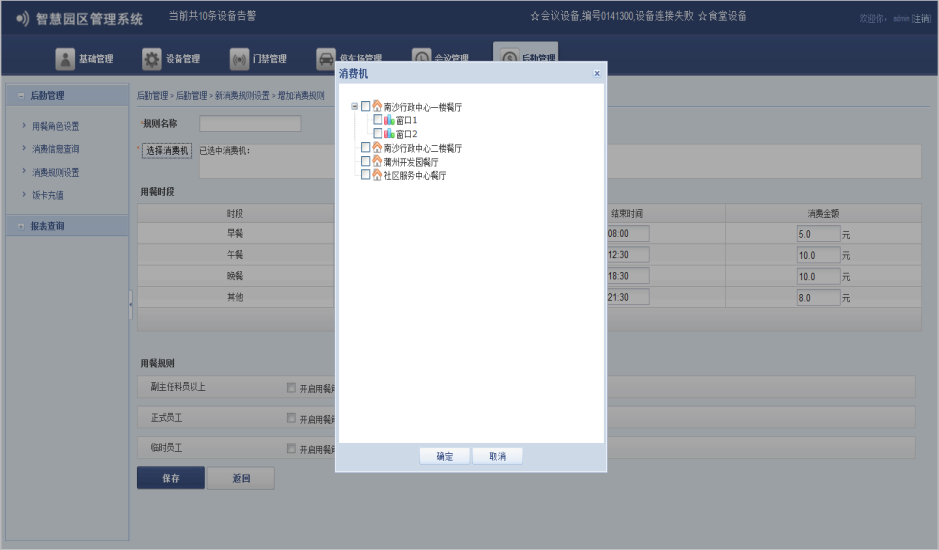 智慧园区管理系统
当前共10条设备告警
☆会议设备,编号0141300,设备连接失败 ☆食堂设备
欢迎你, admin [注销]
基础管理 设备管理 门禁管理 停车场管理 会议管理 后勤管理
后勤管理
用餐角色设置
消费信息查询
消费规则设置
饭卡充值
报表查询
后勤管理 > 后勤管理 > 新消费规则设置 > 增加消费规则
*规则名称
* 选择消费机 已选中消费机:
用餐时段
时段 结束时间 消费金额
早餐 08:00 5.0 元
午餐 12:30 10.0 元
晚餐 18:30 10.0 元
其他 21:30 8.0 元
用餐规则
副主任科员以上 开启用餐
正式员工 开启用餐
临时员工 开启用餐
保存 返回
消费机
南沙行政中心一楼餐厅
窗口1
窗口2
南沙行政中心二楼餐厅
蒲州开发园餐厅
社区服务中心餐厅
确定 取消